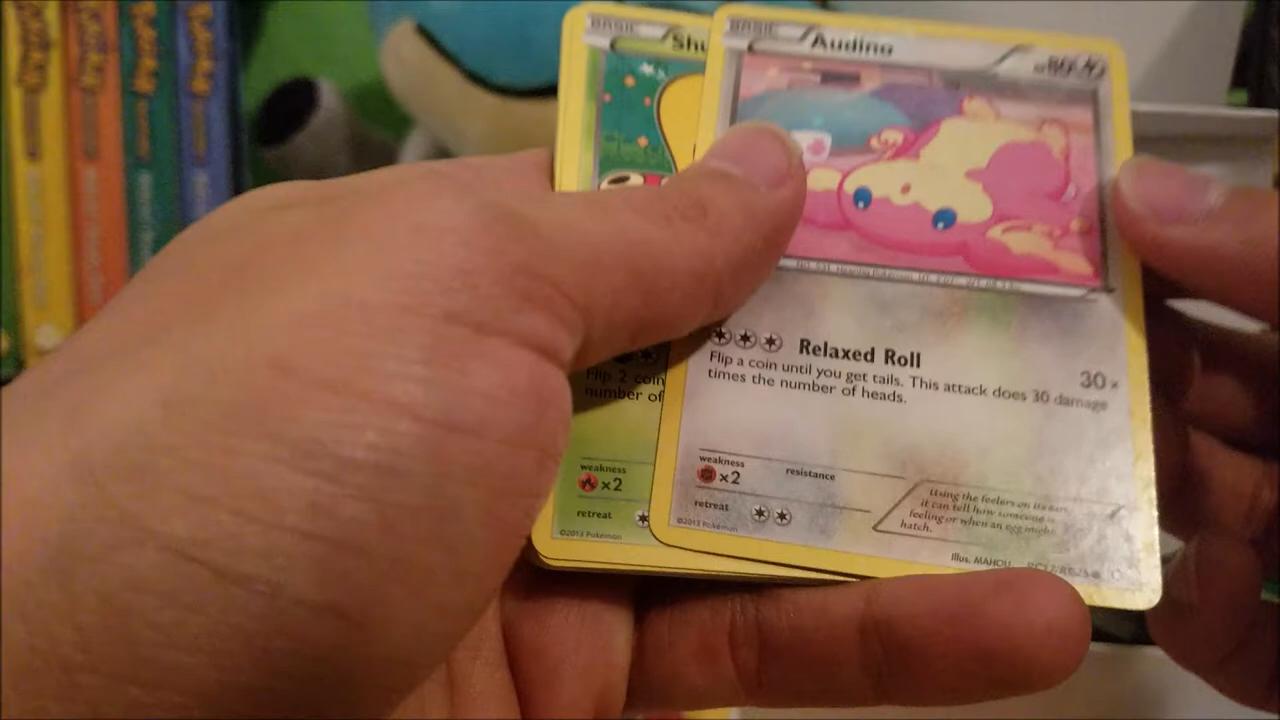 BASIC
Shu
BASIC
Audino
Relaxed Roll
30×
Flip a coin until you get tails. This attack does 30 damage
times the number of heads.
Flip 2 coin
number of
weakness
×2
resistance
retreat
Using the feelers on its ears,
it can tell how someone is
feeling or when an egg might
hatch.
©2013 Pokémon
Illus. MAHOU
weakness
×2
retreat
©2013 Pokémon